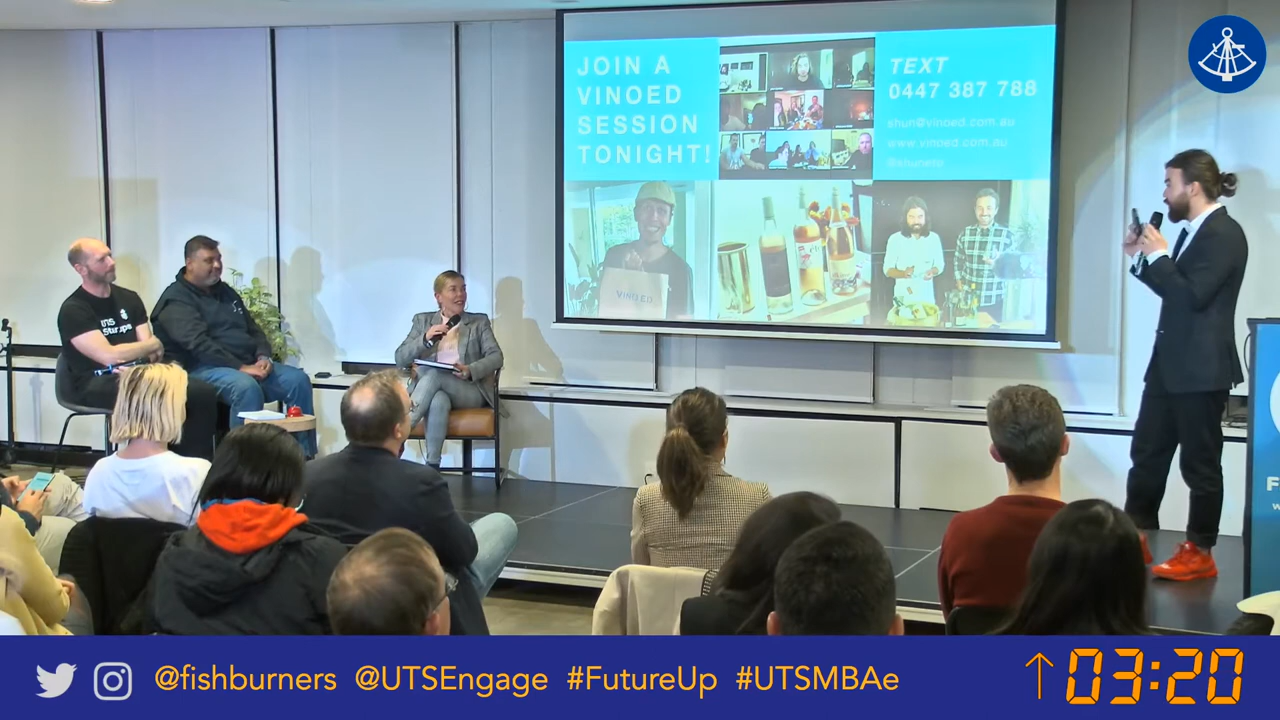 JOIN A
VINOED
SESSION
TONIGHT!
TEXT
0447 387 788
shun@vinoed.com.au
www.vinoed.com.au
VINOED
@fishburners @UTSEngage #FutureUp #UTSMBAe
03:20